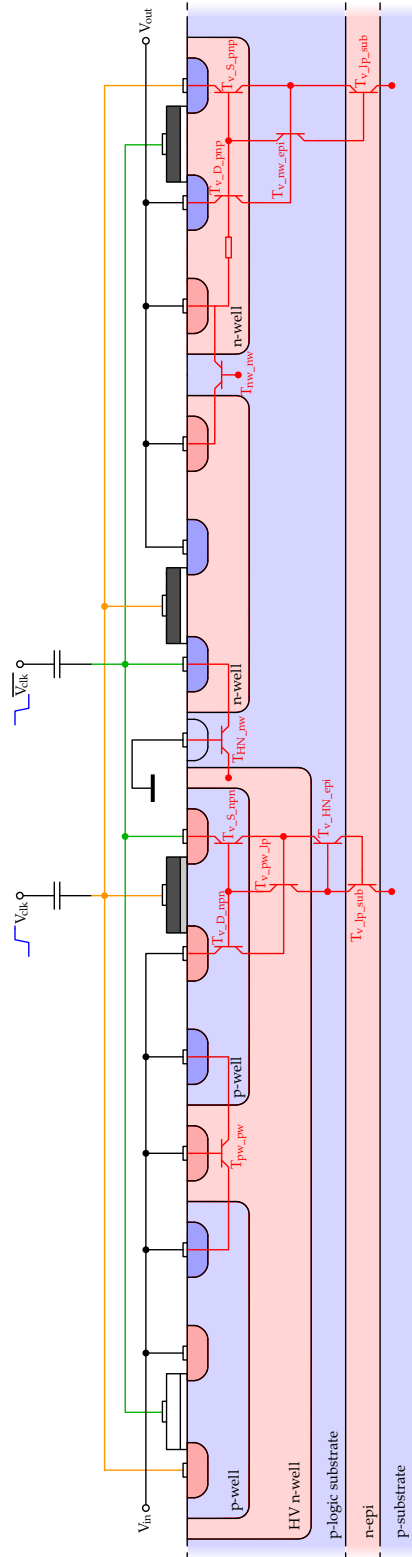 V_in
V_clk
V̅_clk
V_out
p-well
HV n-well
p-logic substrate
n-epi
p-substrate
T_pw_pw
p-well
T_v_D_npn
T_v_S_npn
T_v_pw_lp
T_v_HN_epi
T_v_lp_sub
T_HN_nw
n-well
T_nw_nw
n-well
T_v_D_pnp
T_v_S_pnp
T_v_nw_epi
T_v_lp_sub